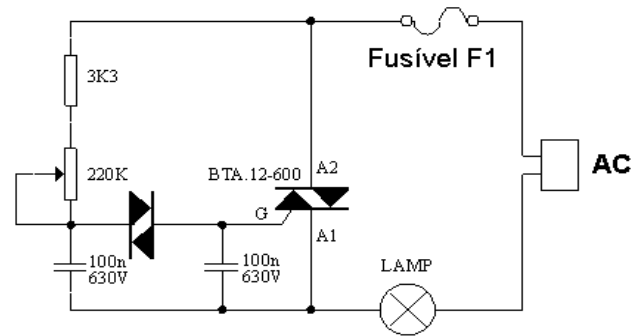 Fusível F1
3K3
220K
BTA.12-600
A2
AC
G
A1
100n
630V
100n
630V
LAMP